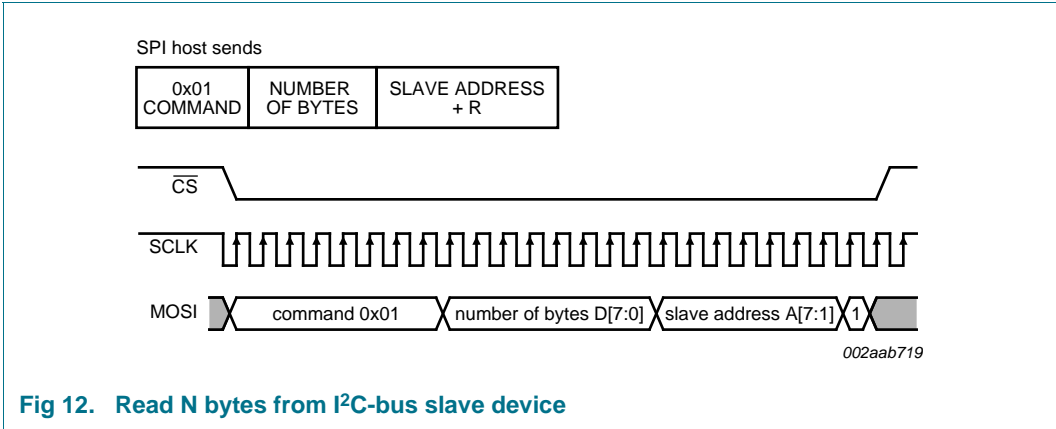 SPI host sends
0x01 COMMAND
NUMBER OF BYTES
SLAVE ADDRESS + R
CS
SCLK
MOSI
command 0x01
number of bytes D[7:0]
slave address A[7:1]
1
002aab719
Fig 12. Read N bytes from I²C-bus slave device